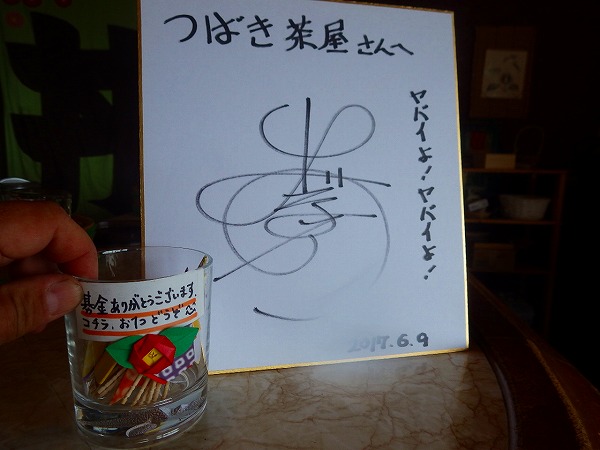 つばき茶屋さんへ
ヤバイよ!ヤバイよ!
2017.6.9
基金ありがとうございます。
コチラ、おひつどうぞ